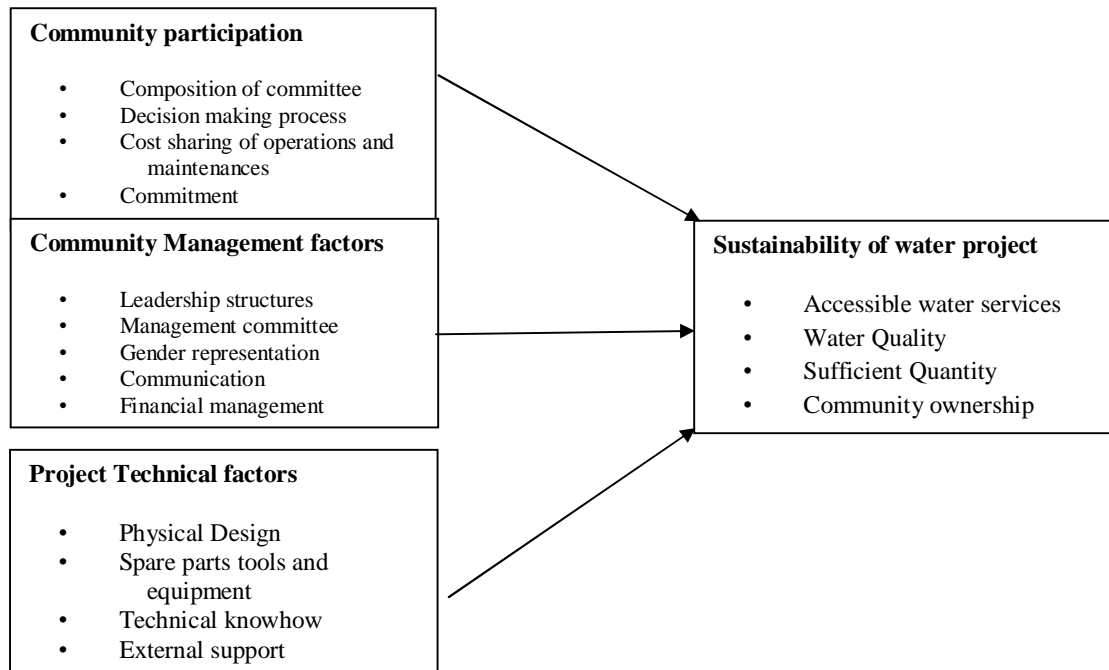 Community participation
• Composition of committee
• Decision making process
• Cost sharing of operations and
maintenances
• Commitment
Community Management factors
• Leadership structures
• Management committee
• Gender representation
• Communication
• Financial management
Project Technical factors
• Physical Design
• Spare parts tools and
equipment
• Technical knowhow
• External support
Sustainability of water project
• Accessible water services
• Water Quality
• Sufficient Quantity
• Community ownership